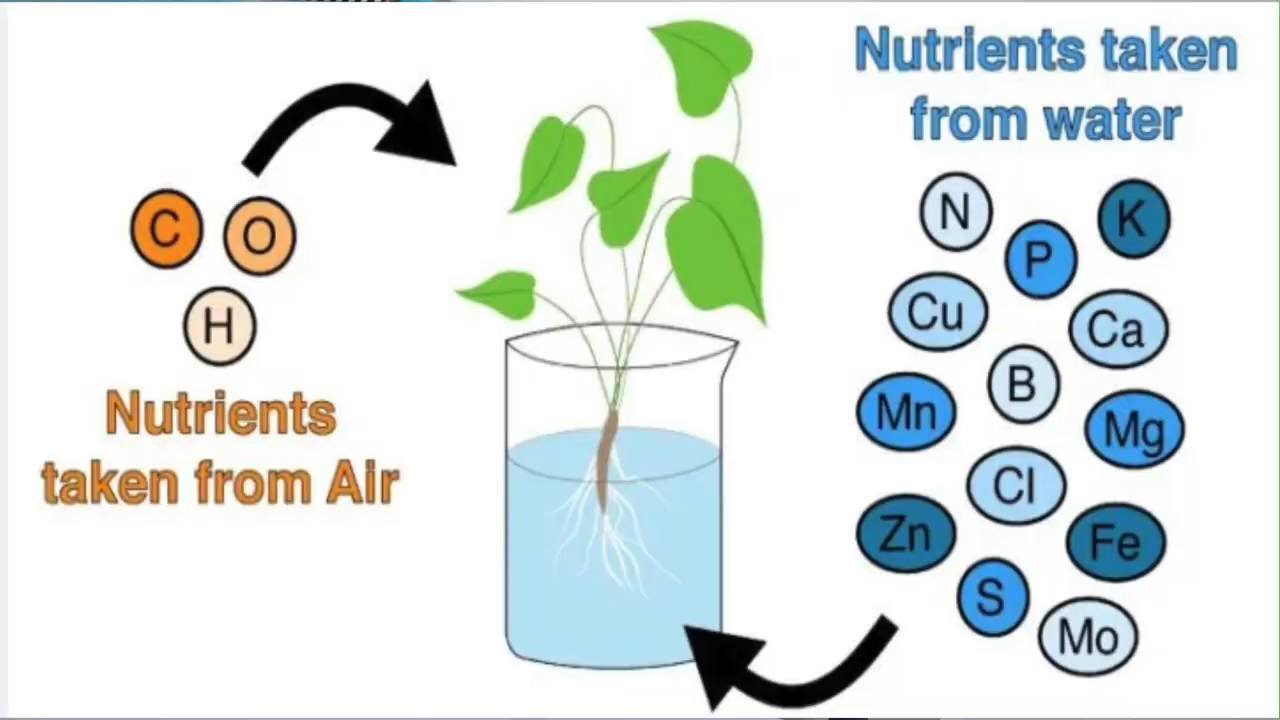 C
O
H
Nutrients
taken from Air
Nutrients taken
from water
N
K
P
Cu
Ca
B
Mn
Mg
Cl
Zn
Fe
S
Mo